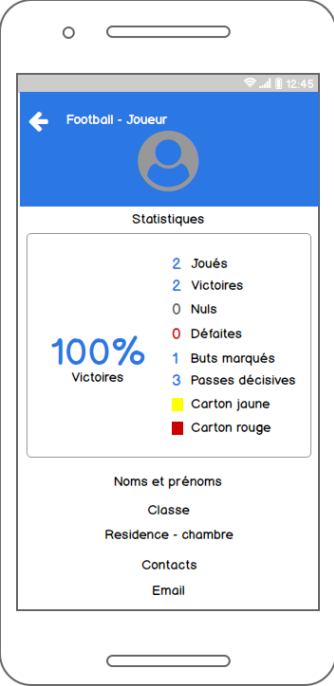 12:45
Football - Joueur
Statistiques
2 Joués
2 Victoires
0 Nuls
0 Défaites
1 Buts marqués
3 Passes décisives
Carton jaune
Carton rouge
100%
Victoires
Noms et prénoms
Classe
Residence - chambre
Contacts
Email